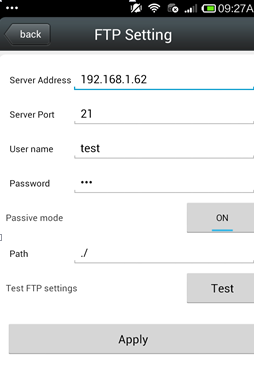 09:27A
back
FTP Setting
Server Address 192.168.1.62
Server Port 21
User name test
Password •••
Passive mode ON
Path ./
Test FTP settings Test
Apply